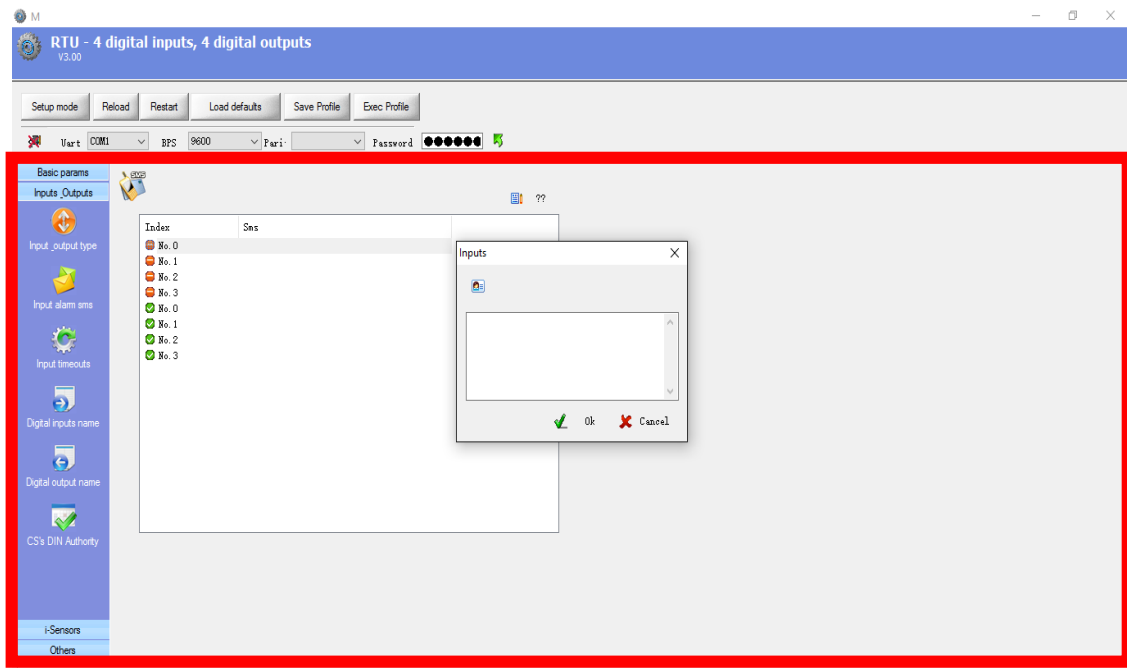 M
RTU - 4 digital inputs, 4 digital outputs
V3.00
Setup mode Reload Restart Load defaults Save Profile Exec Profile
Uart COM1 BPS 9600 Pari· Password
Basic params
Inputs_Outputs
Input_output type
Input alarm sms
Input timeouts
Digital inputs name
Digital output name
CS's DIN Authority
i-Sensors
Others
SMS
??
Index Sms
No. 0
No. 1
No. 2
No. 3
No. 0
No. 1
No. 2
No. 3
Inputs
Ok Cancel